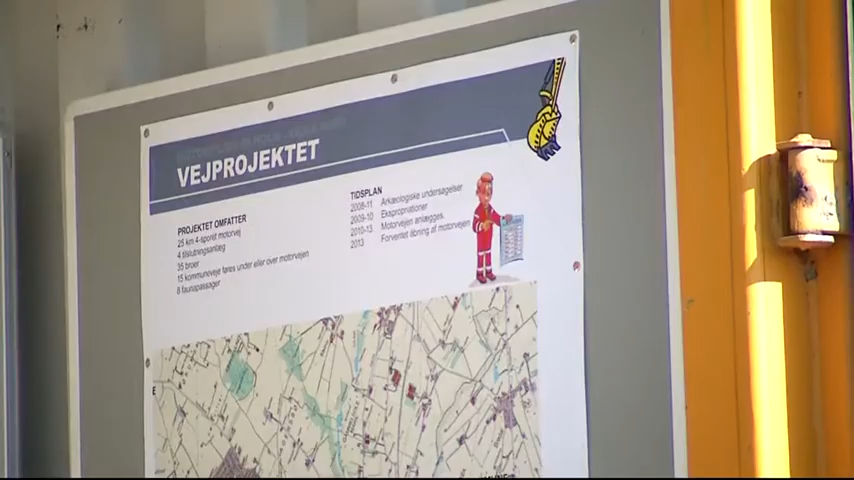 VEJPROJEKTET
PROJEKTET OMFATTER
25 km 4-sporet motorvej
4 tilslutningsanlæg
35 broer
15 kommuneveje føres under eller over motorvejen
8 faunapassager
TIDSPLAN
2008-11 Arkæologiske undersøgelser
2009-10 Ekspropriationer
2010-13 Motorvejen anlægges
2013 Forventet åbning af motorvejen